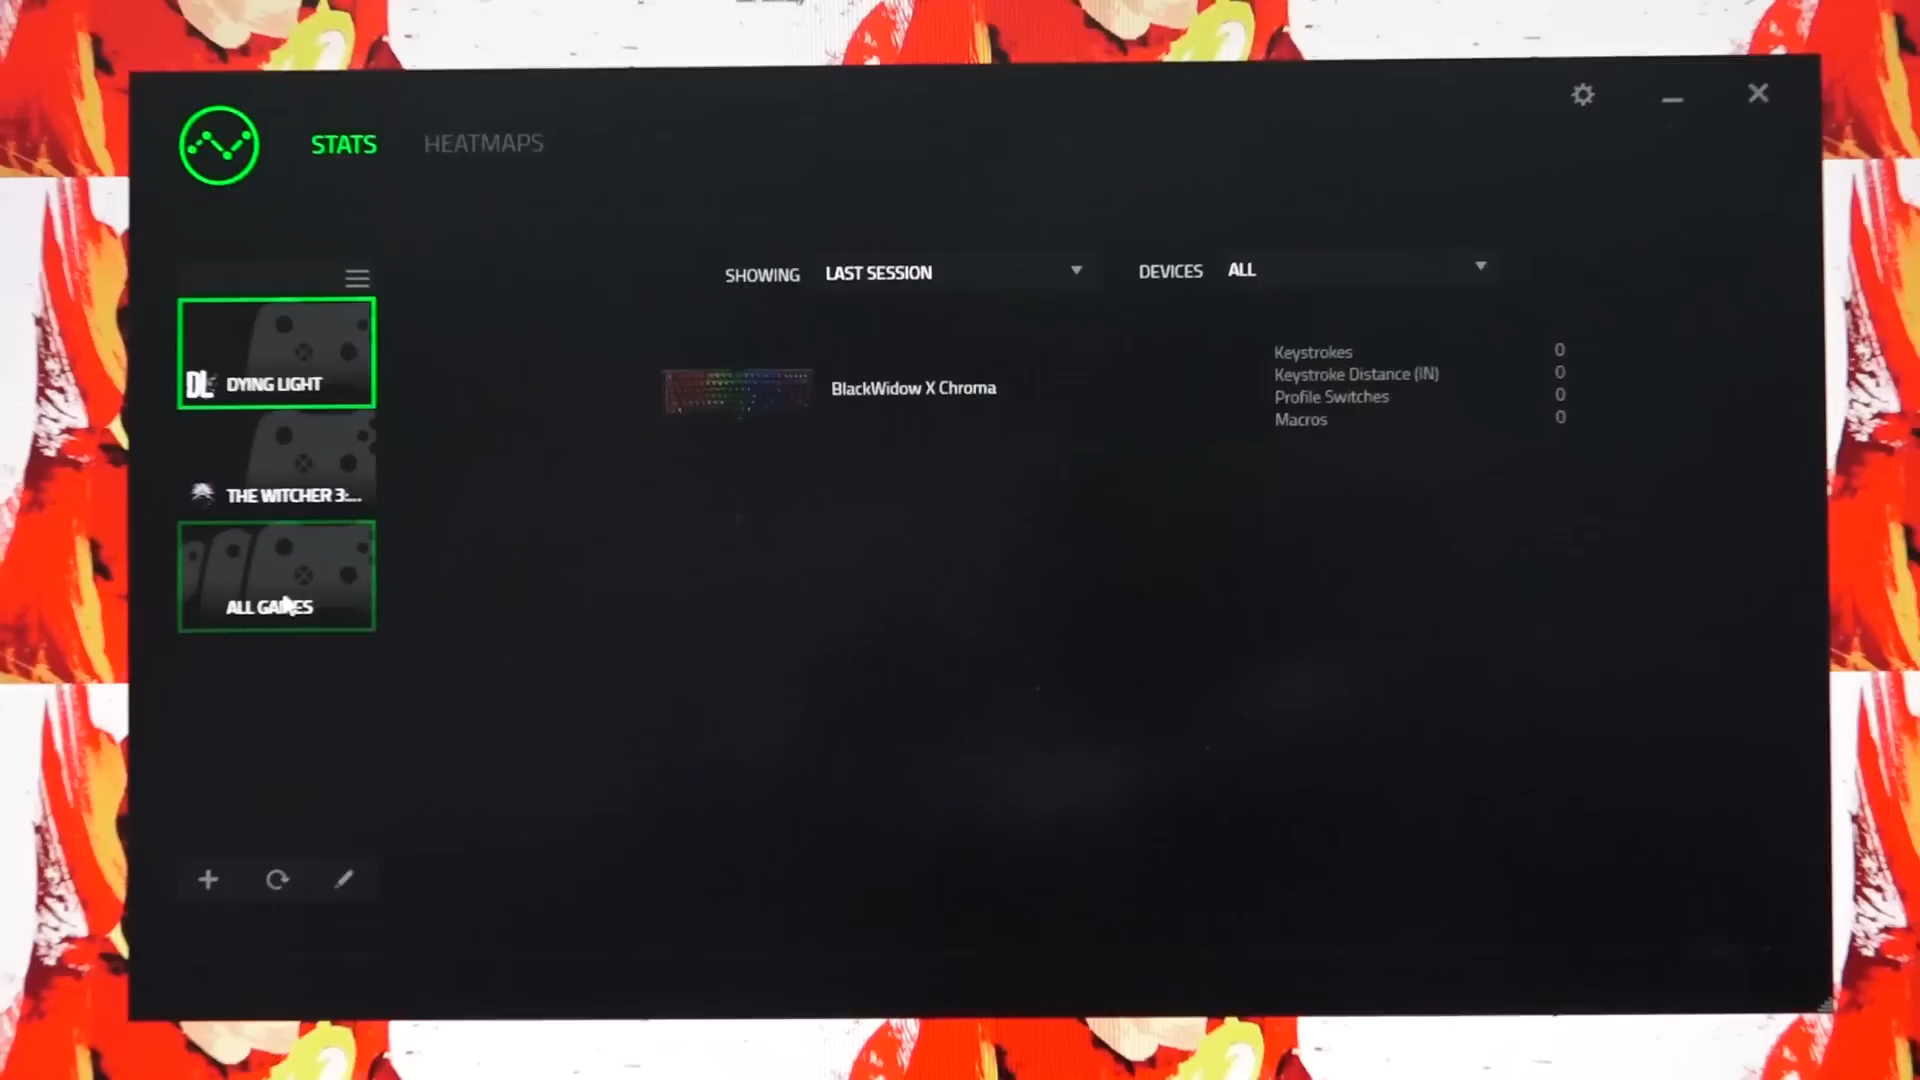 STATS HEATMAPS
SHOWING LAST SESSION DEVICES ALL
DL DYING LIGHT
THE WITCHER 3:...
ALL GAMES
BlackWidow X Chroma
Keystrokes 0
Keystroke Distance (IN) 0
Profile Switches 0
Macros 0